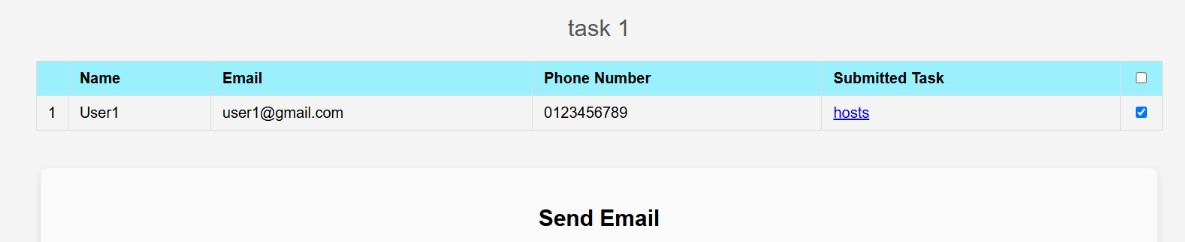 task 1
Name Email Phone Number Submitted Task
1 User1 user1@gmail.com 0123456789 hosts
Send Email